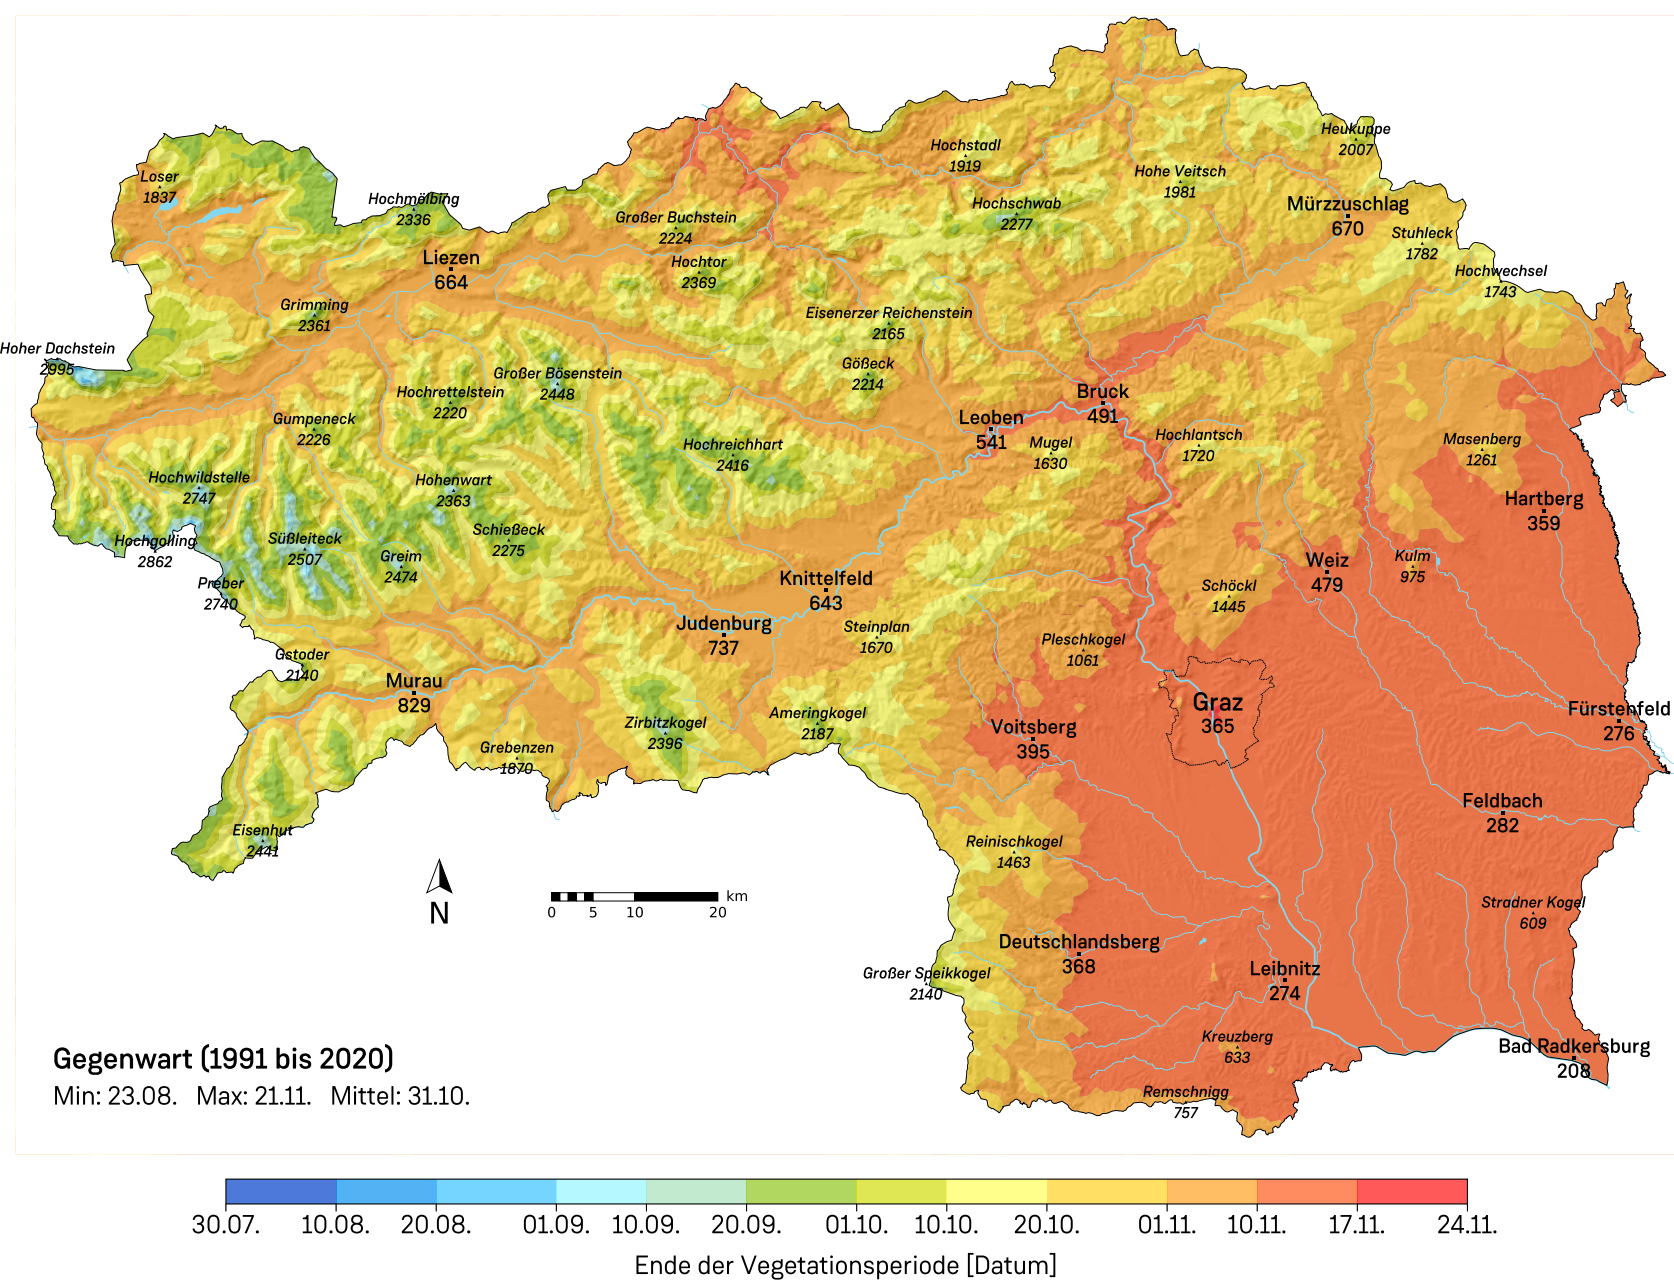 Heukuppe
2007
Hochstadl
1919
Hohe Veitsch
1981
Loser
1837
Hochmölbing
2336
Hochschwab
2277
Mürzzuschlag
670
Großer Buchstein
2224
Stuhleck
1782
Liezen
664
Hochtor
2369
Hochwechsel
1743
Grimming
2361
Eisenerzer Reichenstein
2165
Hoher Dachstein
2995
Gößeck
2214
Großer Bösenstein
2448
Hochrettelstein
2220
Bruck
491
Gumpeneck
2226
Leoben
541
Mugel
1630
Hochlantsch
1720
Masenberg
1261
Hochreichhart
2416
Hochwildstelle
2747
Hohenwart
2363
Hartberg
359
Schießeck
2275
Hochgolling
2862
Süßleiteck
2507
Greim
2474
Weiz
479
Kulm
975
Preber
2740
Knittelfeld
643
Schöckl
1445
Judenburg
737
Steinplan
1670
Pleschkogel
1061
Gstoder
2140
Murau
829
Graz
365
Fürstenfeld
276
Zirbitzkogel
2396
Ameringkogel
2187
Voitsberg
395
Grebenzen
1870
Feldbach
282
Eisenhut
2441
Reinischkogel
1463
N
km
0 5 10 20
Stradner Kogel
609
Deutschlandsberg
368
Großer Speikkogel
2140
Leibnitz
274
Kreuzberg
633
Bad Radkersburg
208
Remschnigg
757
Gegenwart (1991 bis 2020)
Min: 23.08. Max: 21.11. Mittel: 31.10.
30.07. 10.08. 20.08. 01.09. 10.09. 20.09. 01.10. 10.10. 20.10. 01.11. 10.11. 17.11. 24.11.
Ende der Vegetationsperiode [Datum]